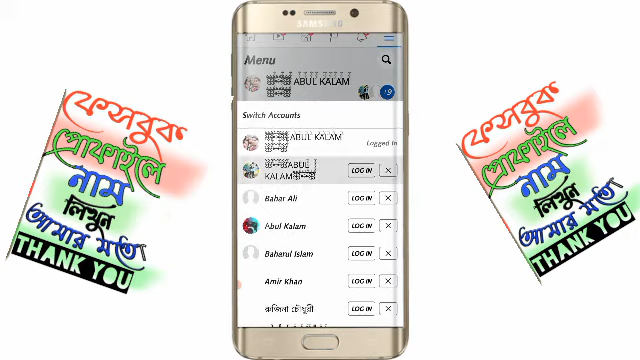 ফেসবুক
প্রোফাইলে
নাম
লিখুন
আমার মতো
THANK YOU
SAMSUNG
Menu
ABUL KALAM
+9
Switch Accounts
ABUL KALAM
Logged In
ABUL
KALAM
LOG IN
Bahar Ali
LOG IN
Abul Kalam
LOG IN
Baharul Islam
LOG IN
Amir Khan
LOG IN
রুজিনা চৌধুরী
LOG IN
ফেসবুক
প্রোফাইলে
নাম
লিখুন
আমার মতো
THANK YOU